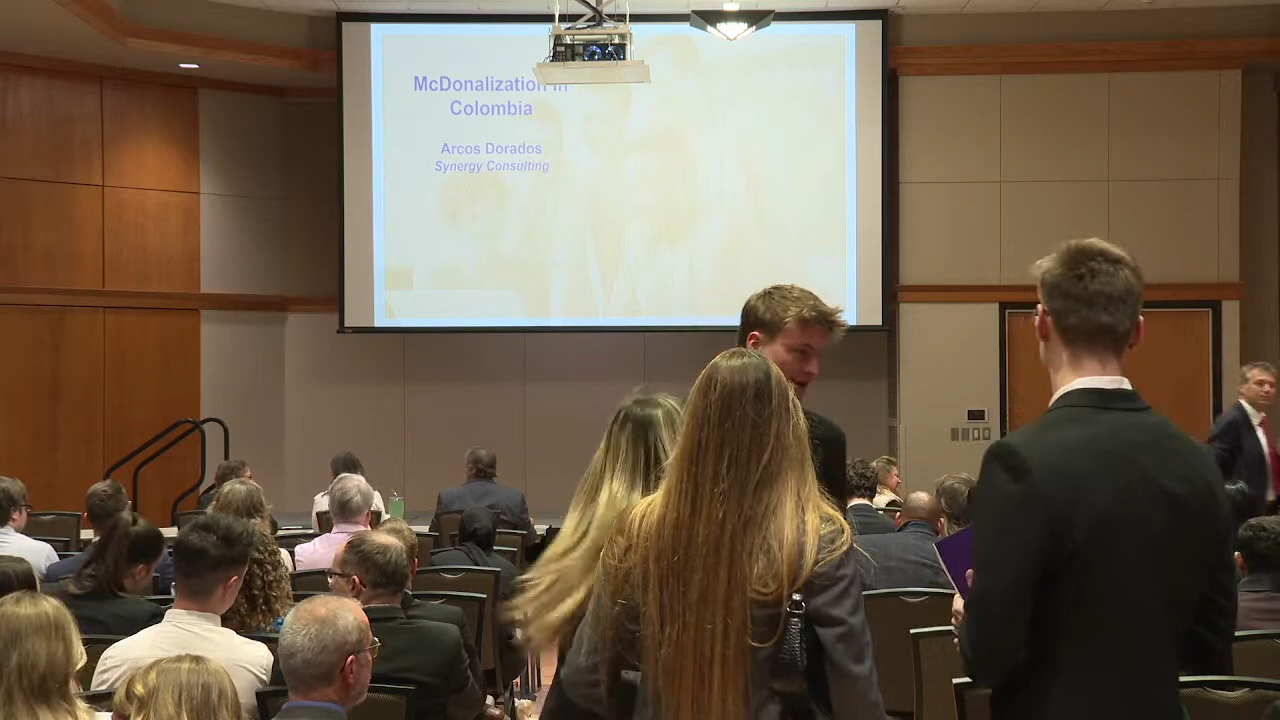 McDonalization in
Colombia
Arcos Dorados
Synergy Consulting